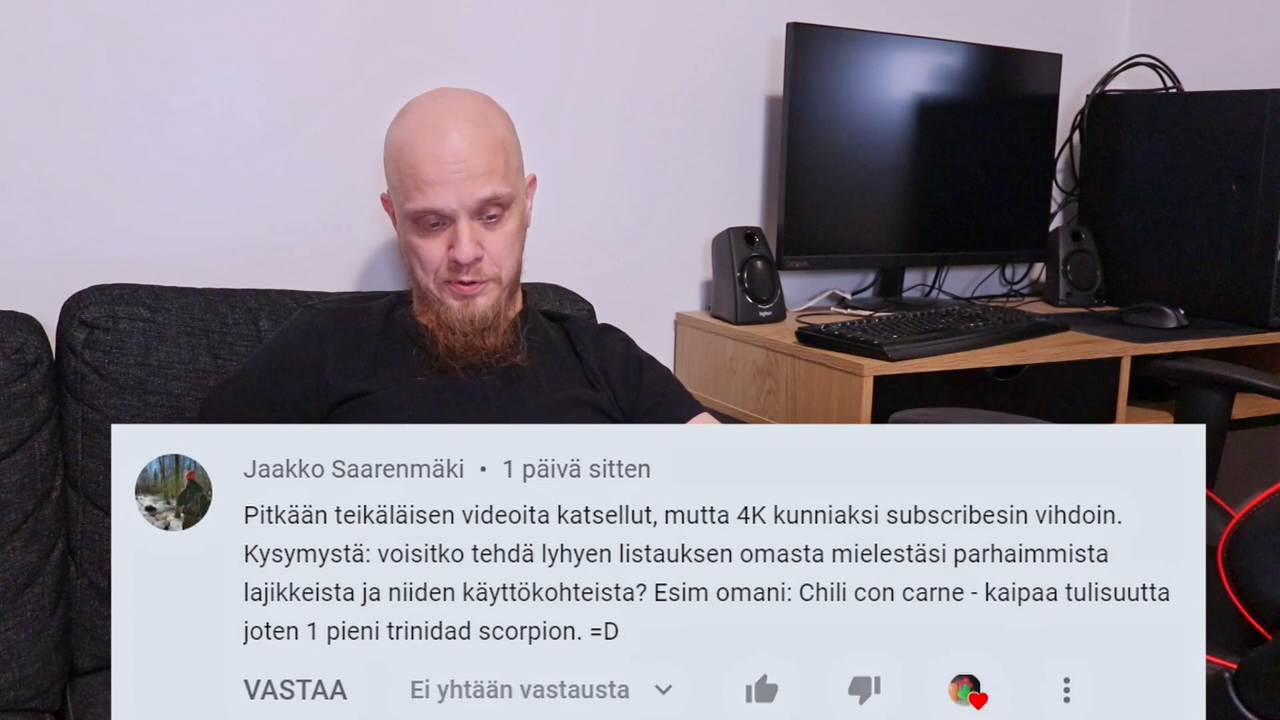 Jaakko Saarenmäki • 1 päivä sitten
Pitkään teikäläisen videoita katsellut, mutta 4K kunniaksi subscribesin vihdoin.
Kysymystä: voisitko tehdä lyhyen listauksen omasta mielestäsi parhaimmista
lajikkeista ja niiden käyttökohteista? Esim omani: Chili con carne - kaipaa tulisuutta
joten 1 pieni trinidad scorpion. =D
VASTAA Ei yhtään vastausta
logitech